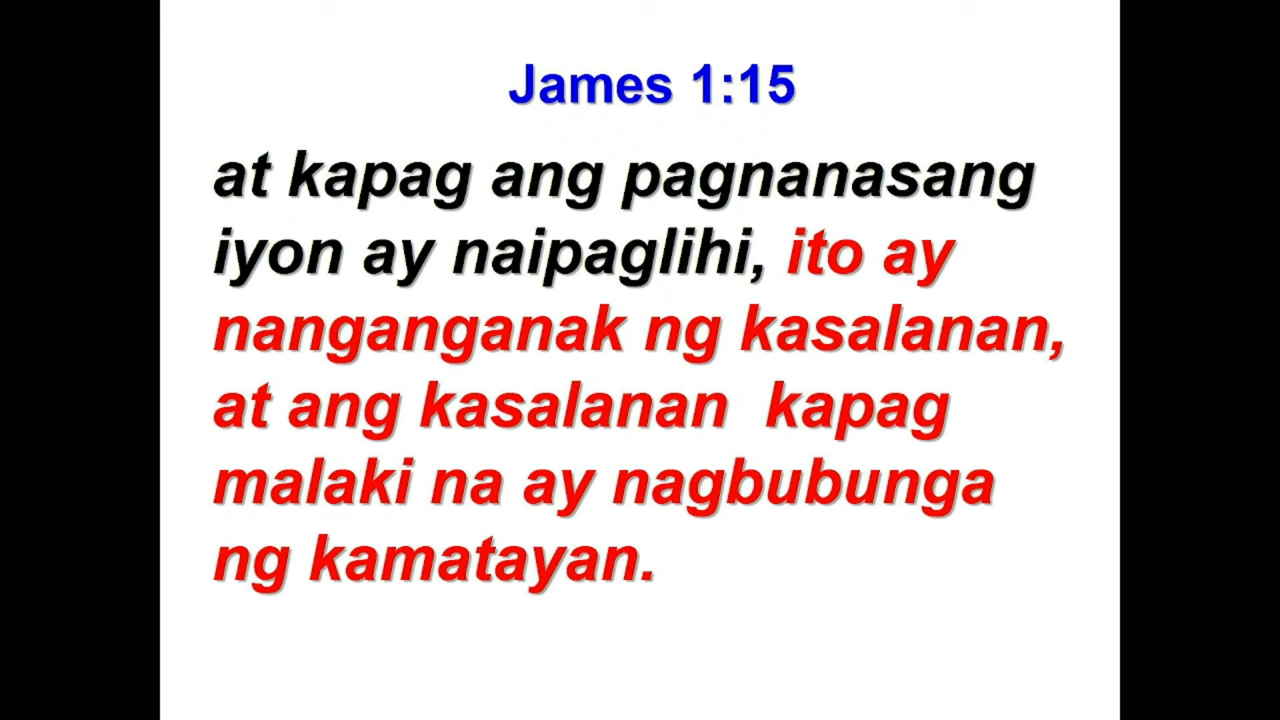 James 1:15
at kapag ang pagnanasang
iyon ay naipaglihi, ito ay
nanganganak ng kasalanan,
at ang kasalanan  kapag
malaki na ay nagbubunga
ng kamatayan.